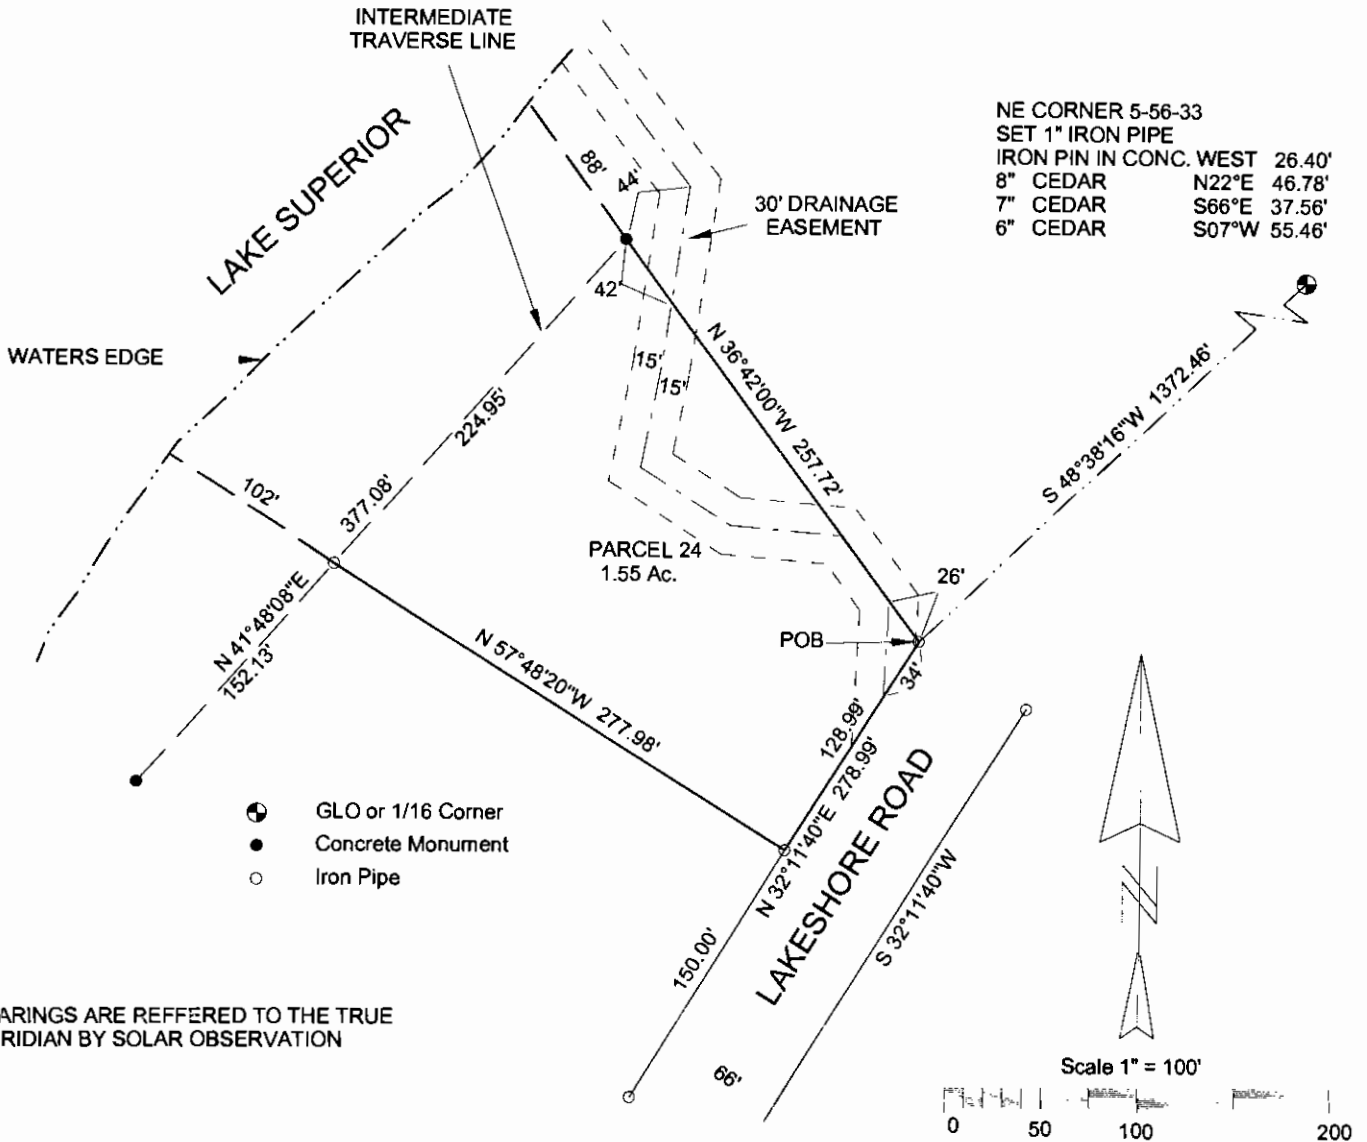 INTERMEDIATE
TRAVERSE LINE
LAKE SUPERIOR
NE CORNER 5-56-33
SET 1" IRON PIPE
IRON PIN IN CONC. WEST 26.40'
8" CEDAR N22°E 46.78'
7" CEDAR S66°E 37.56'
6" CEDAR S07°W 55.46'
88'
44'
30' DRAINAGE
EASEMENT
42'
WATERS EDGE
15'
15'
N 36°42'00"W 257.72'
S 48°38'16"W 1372.46'
224.95'
377.08'
102'
N 41°48'08"E
152.13'
PARCEL 24
1.55 Ac.
26'
POB
34'
N 57°48'20"W 277.98'
128.99'
N 32°11'40"E 278.99'
LAKESHORE ROAD
S 32°11'40"W
150.00'
66'
GLO or 1/16 Corner
Concrete Monument
Iron Pipe
ARINGS ARE REFFERED TO THE TRUE
RIDIAN BY SOLAR OBSERVATION
Scale 1" = 100'
0 50 100 200